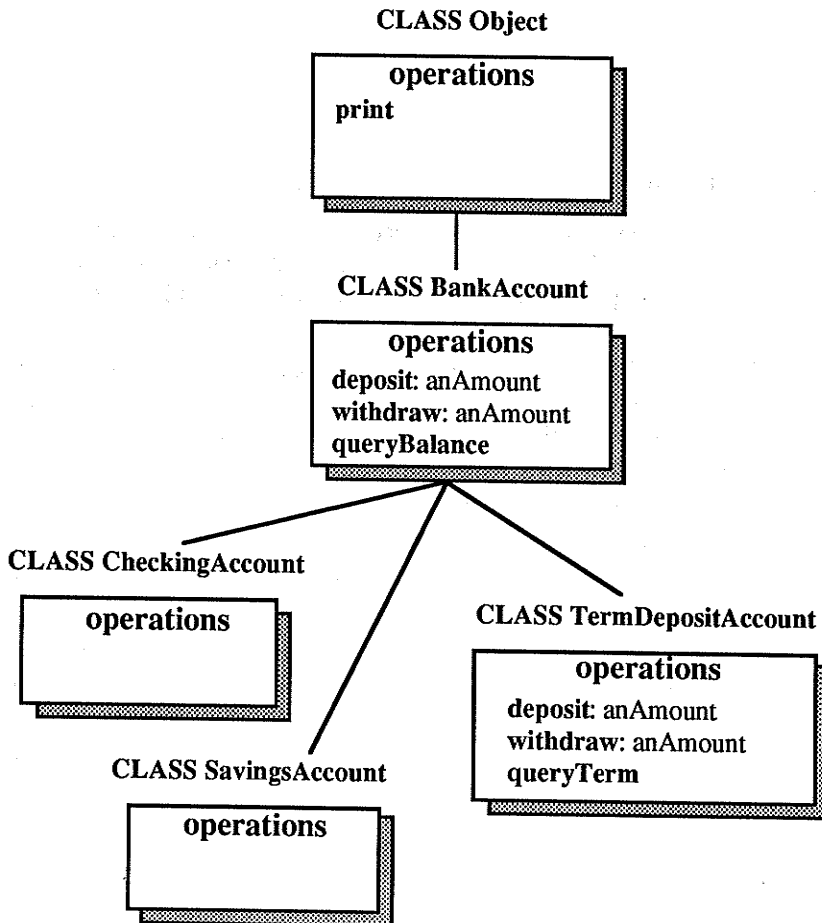 CLASS Object
operations
print
CLASS BankAccount
operations
deposit: anAmount
withdraw: anAmount
queryBalance
CLASS CheckingAccount
operations
CLASS TermDepositAccount
operations
deposit: anAmount
withdraw: anAmount
queryTerm
CLASS SavingsAccount
operations